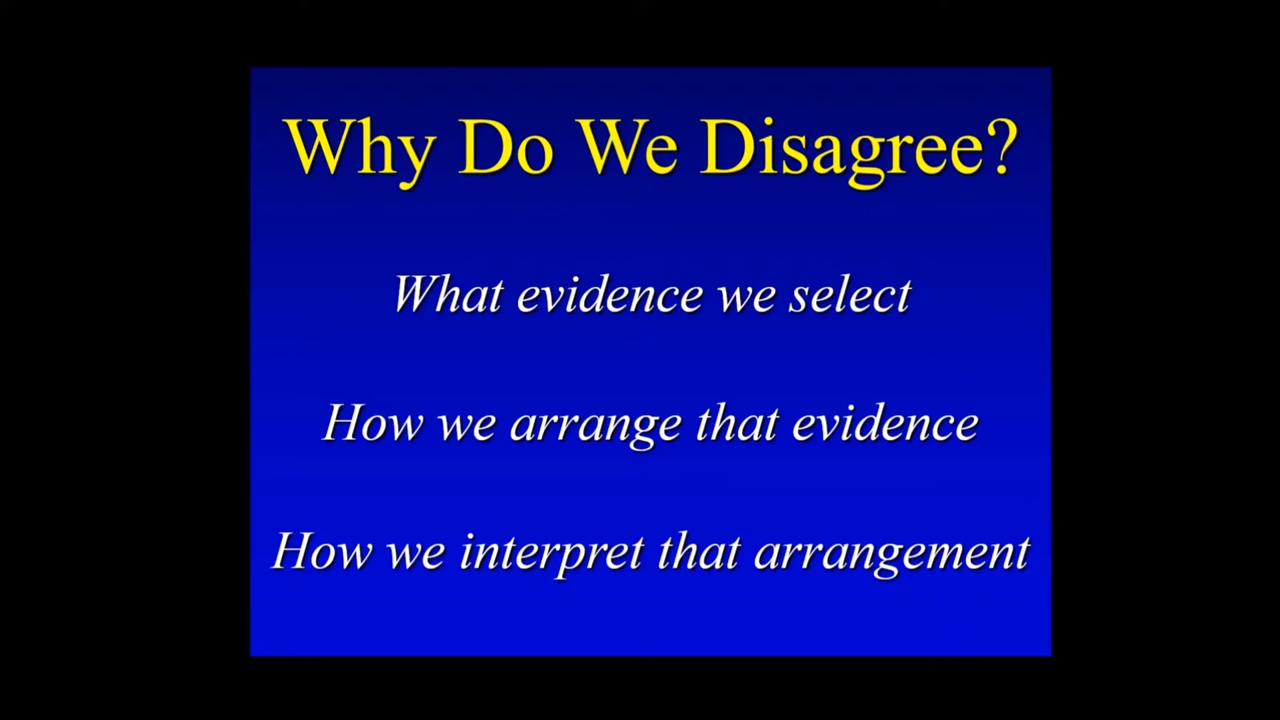 Why Do We Disagree?
What evidence we select
How we arrange that evidence
How we interpret that arrangement